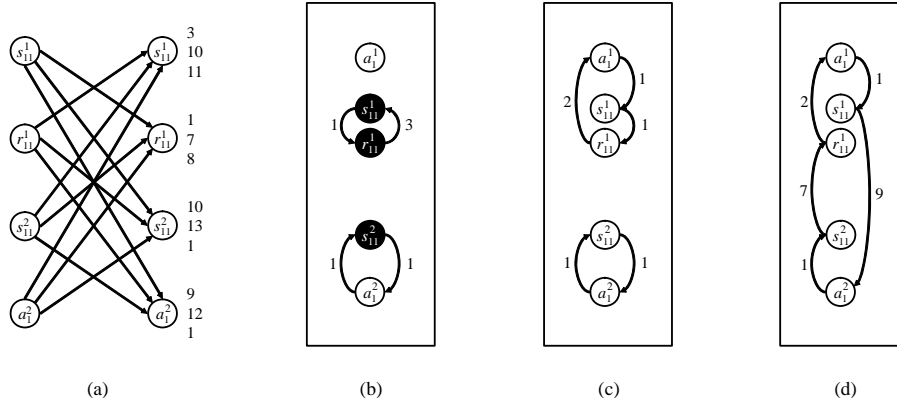 s¹₁₁ s¹₁₁ 3 10 11
r¹₁₁ r¹₁₁ 1 7 8
s²₁₁ s²₁₁ 10 13 1
a²₁ a²₁ 9 12 1
(a)
a¹₁
s¹₁₁
1 3
r¹₁₁
s²₁₁
1 1
a²₁
(b)
a¹₁
1
2 s¹₁₁
1
r¹₁₁
s²₁₁
1 1
a²₁
(c)
a¹₁
1
2 s¹₁₁
r¹₁₁
7 9
s²₁₁
1
a²₁
(d)